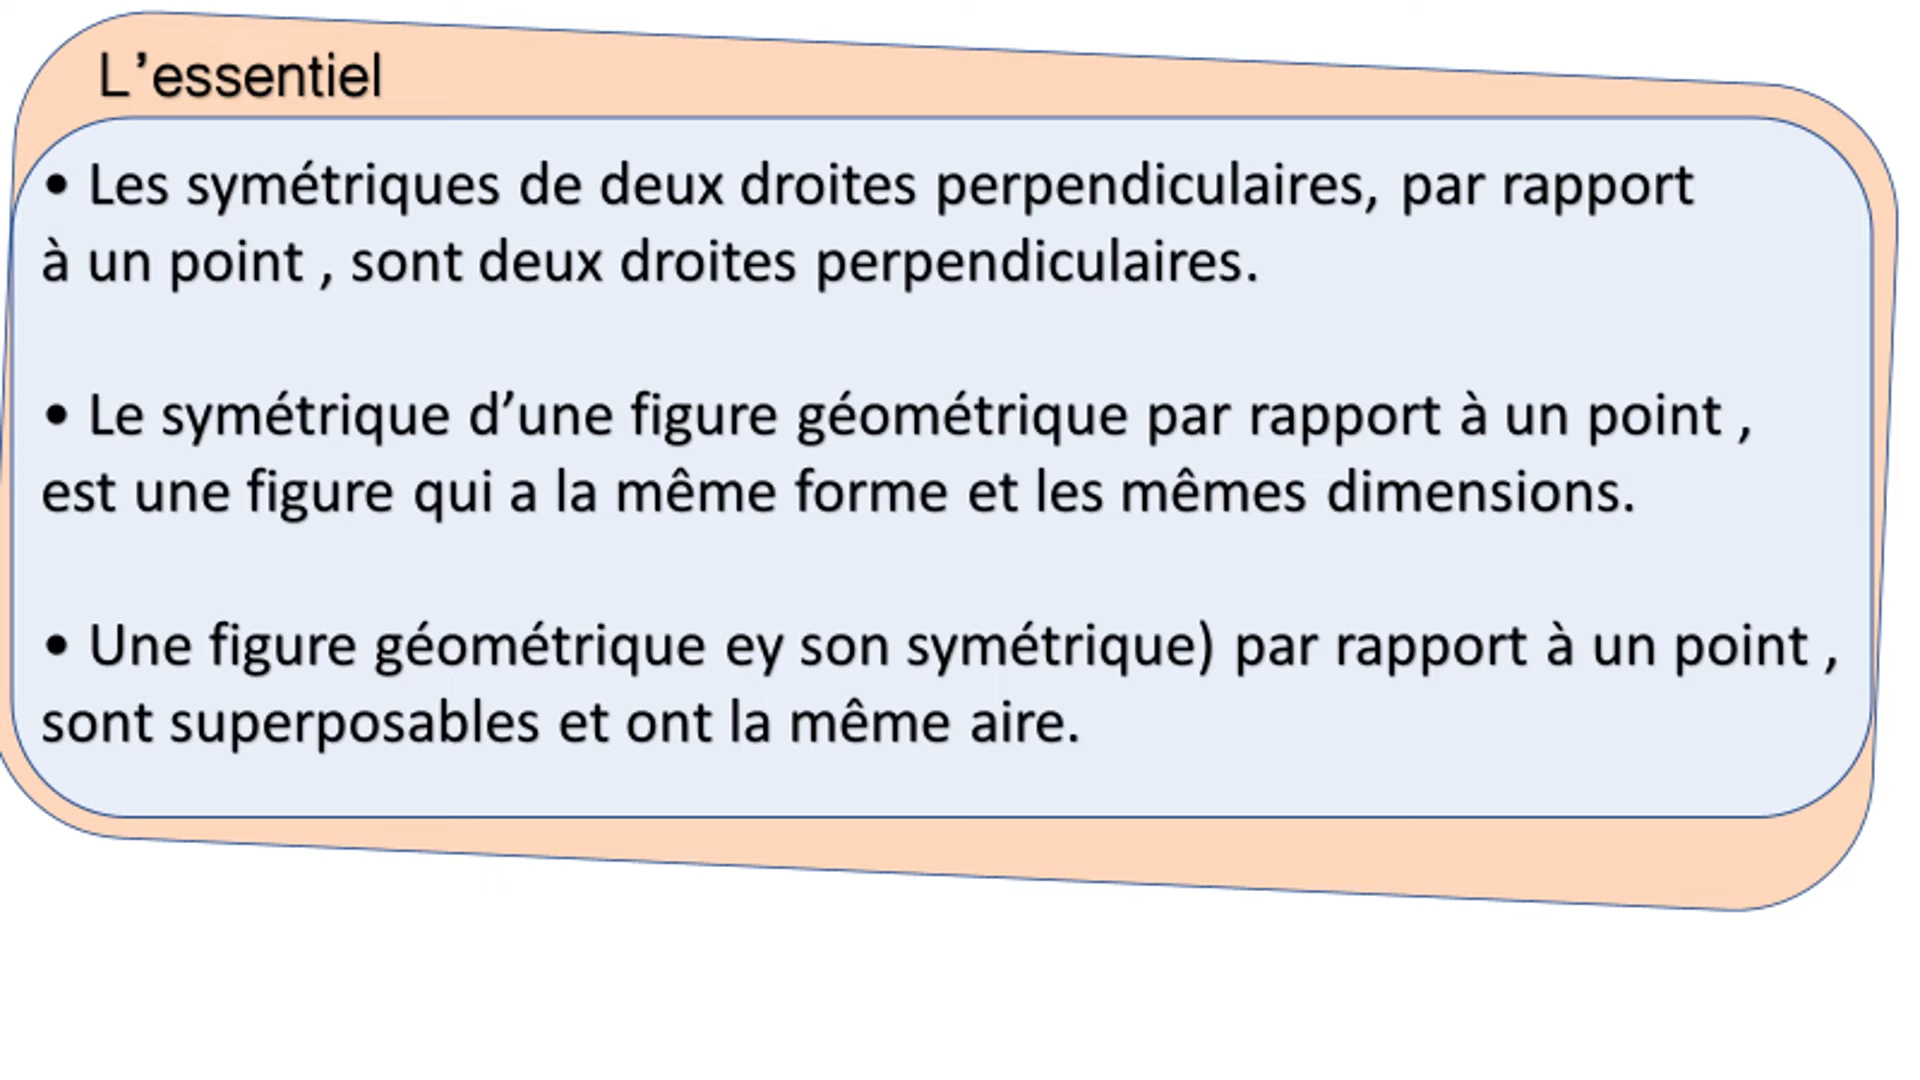 L’essentiel
• Les symétriques de deux droites perpendiculaires, par rapport
à un point , sont deux droites perpendiculaires.
• Le symétrique d’une figure géométrique par rapport à un point ,
est une figure qui a la même forme et les mêmes dimensions.
• Une figure géométrique ey son symétrique) par rapport à un point ,
sont superposables et ont la même aire.